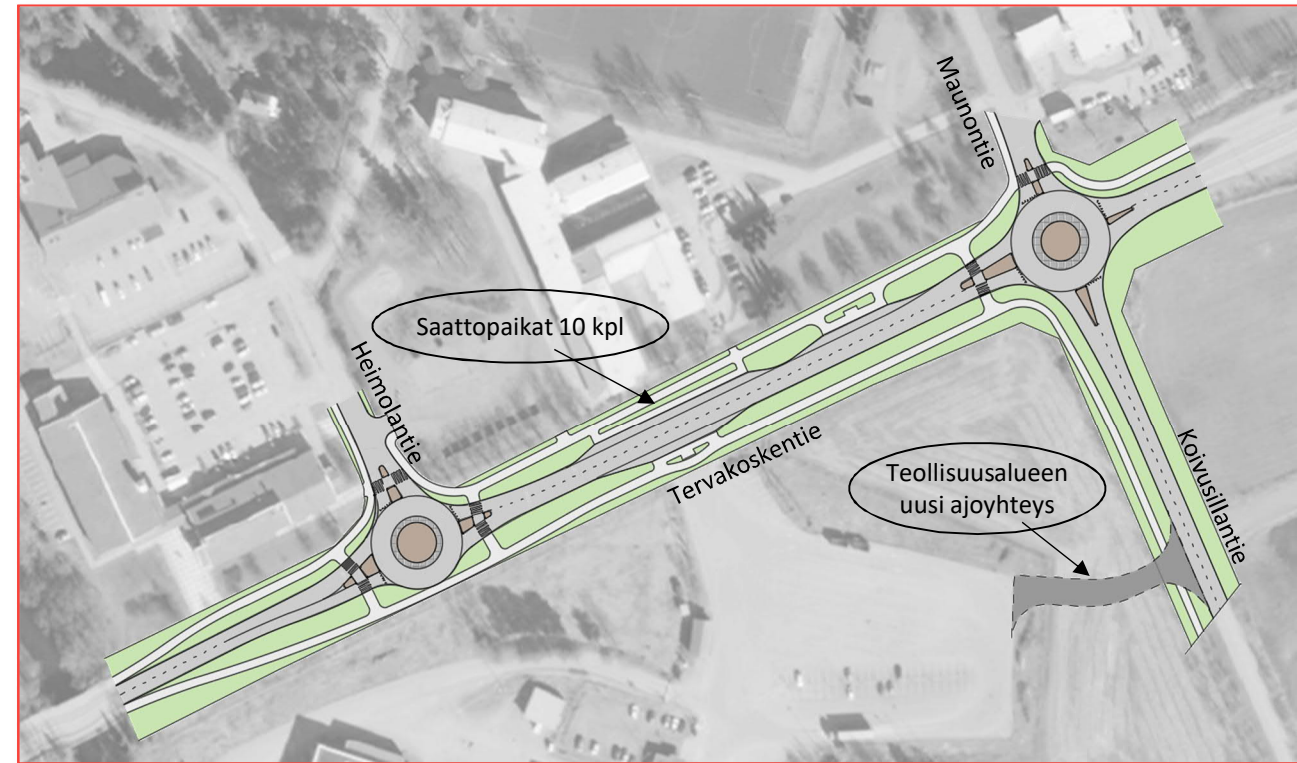 Maunontie
Saattopaikat 10 kpl
Heimolantie
Tervakoskentie
Teollisuusalueen
uusi ajoyhteys
Koivusillantie